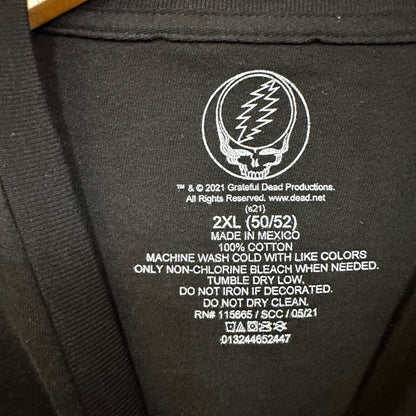 ™ & © 2021 Grateful Dead Productions.
All Rights Reserved. www.dead.net
(s21)
2XL (50/52)
MADE IN MEXICO
100% COTTON
MACHINE WASH COLD WITH LIKE COLORS
ONLY NON-CHLORINE BLEACH WHEN NEEDED.
TUMBLE DRY LOW.
DO NOT IRON IF DECORATED.
DO NOT DRY CLEAN.
RN# 115665 / SCC / 05/21
013244652447